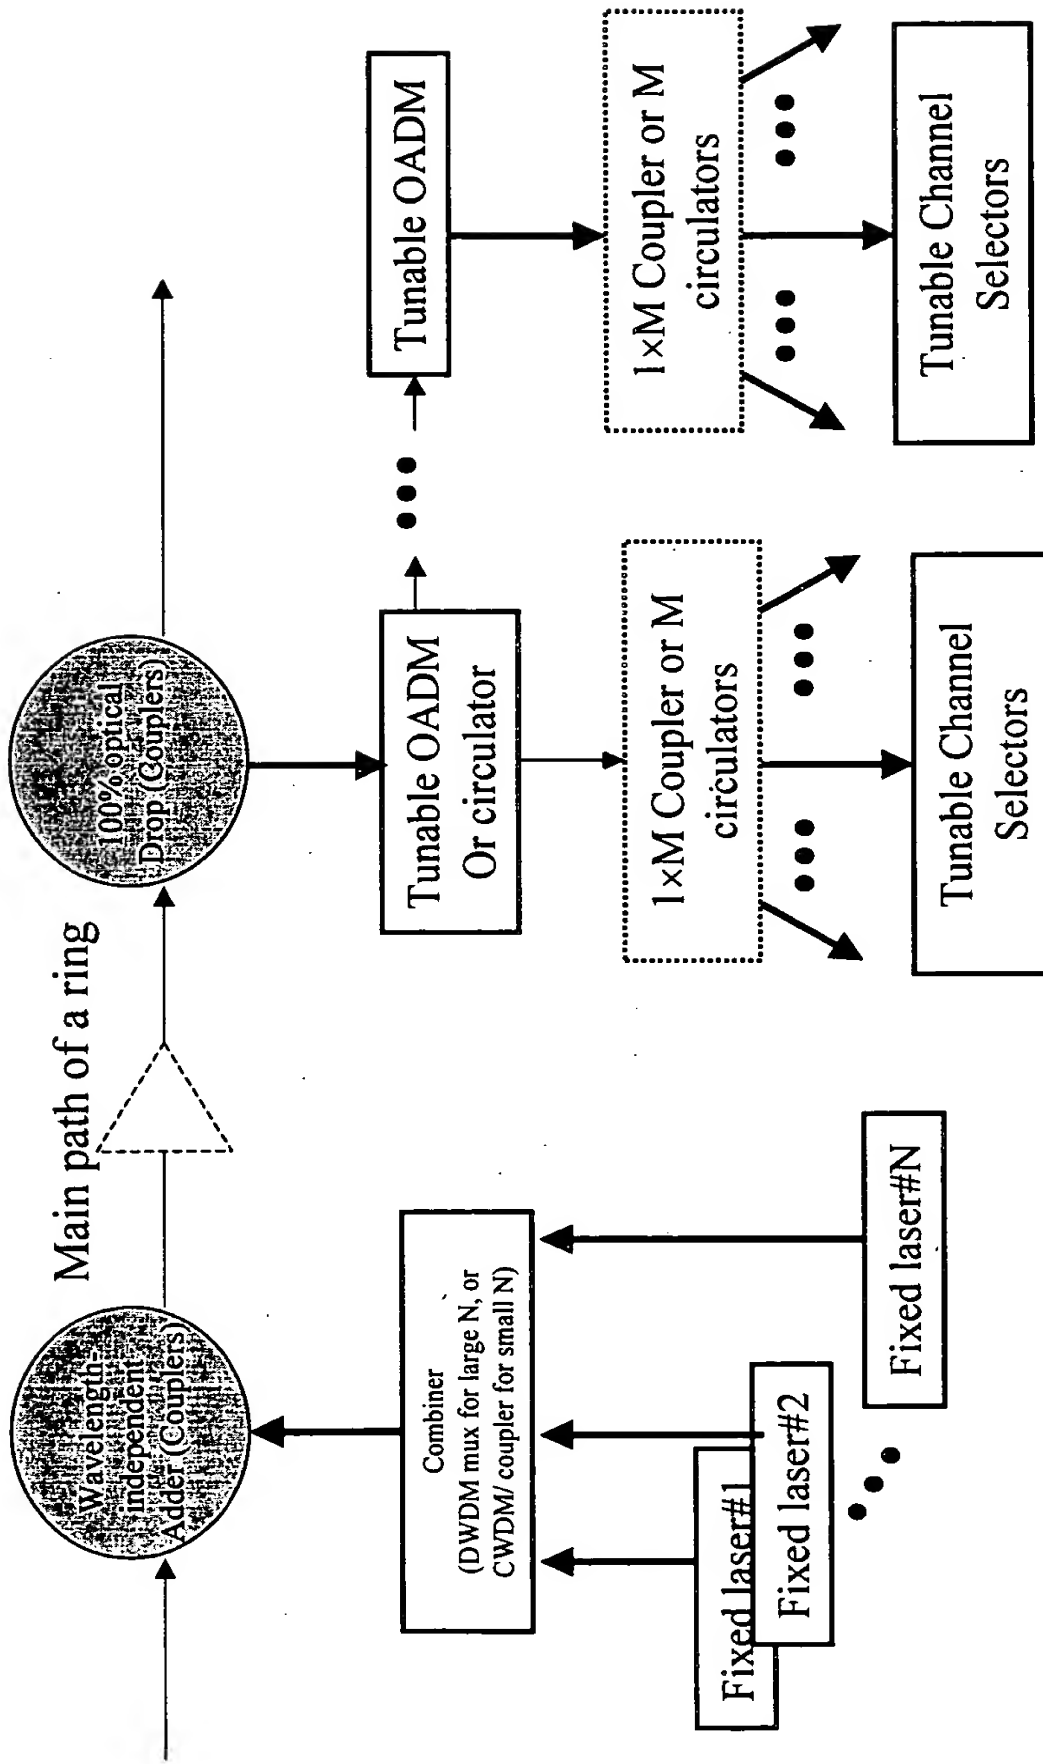 Main path of a ring
Wavelength-
independent
Adder (Couplers)
100% optical
Drop (Couplers)
Combiner
(DWDM mux for large N, or
CWDM/ coupler for small N)
Fixed laser#1
Fixed laser#2
Fixed laser#N
Tunable OADM
Or circulator
Tunable OADM
1×M Coupler or M
circulators
1×M Coupler or M
circulators
Tunable Channel
Selectors
Tunable Channel
Selectors